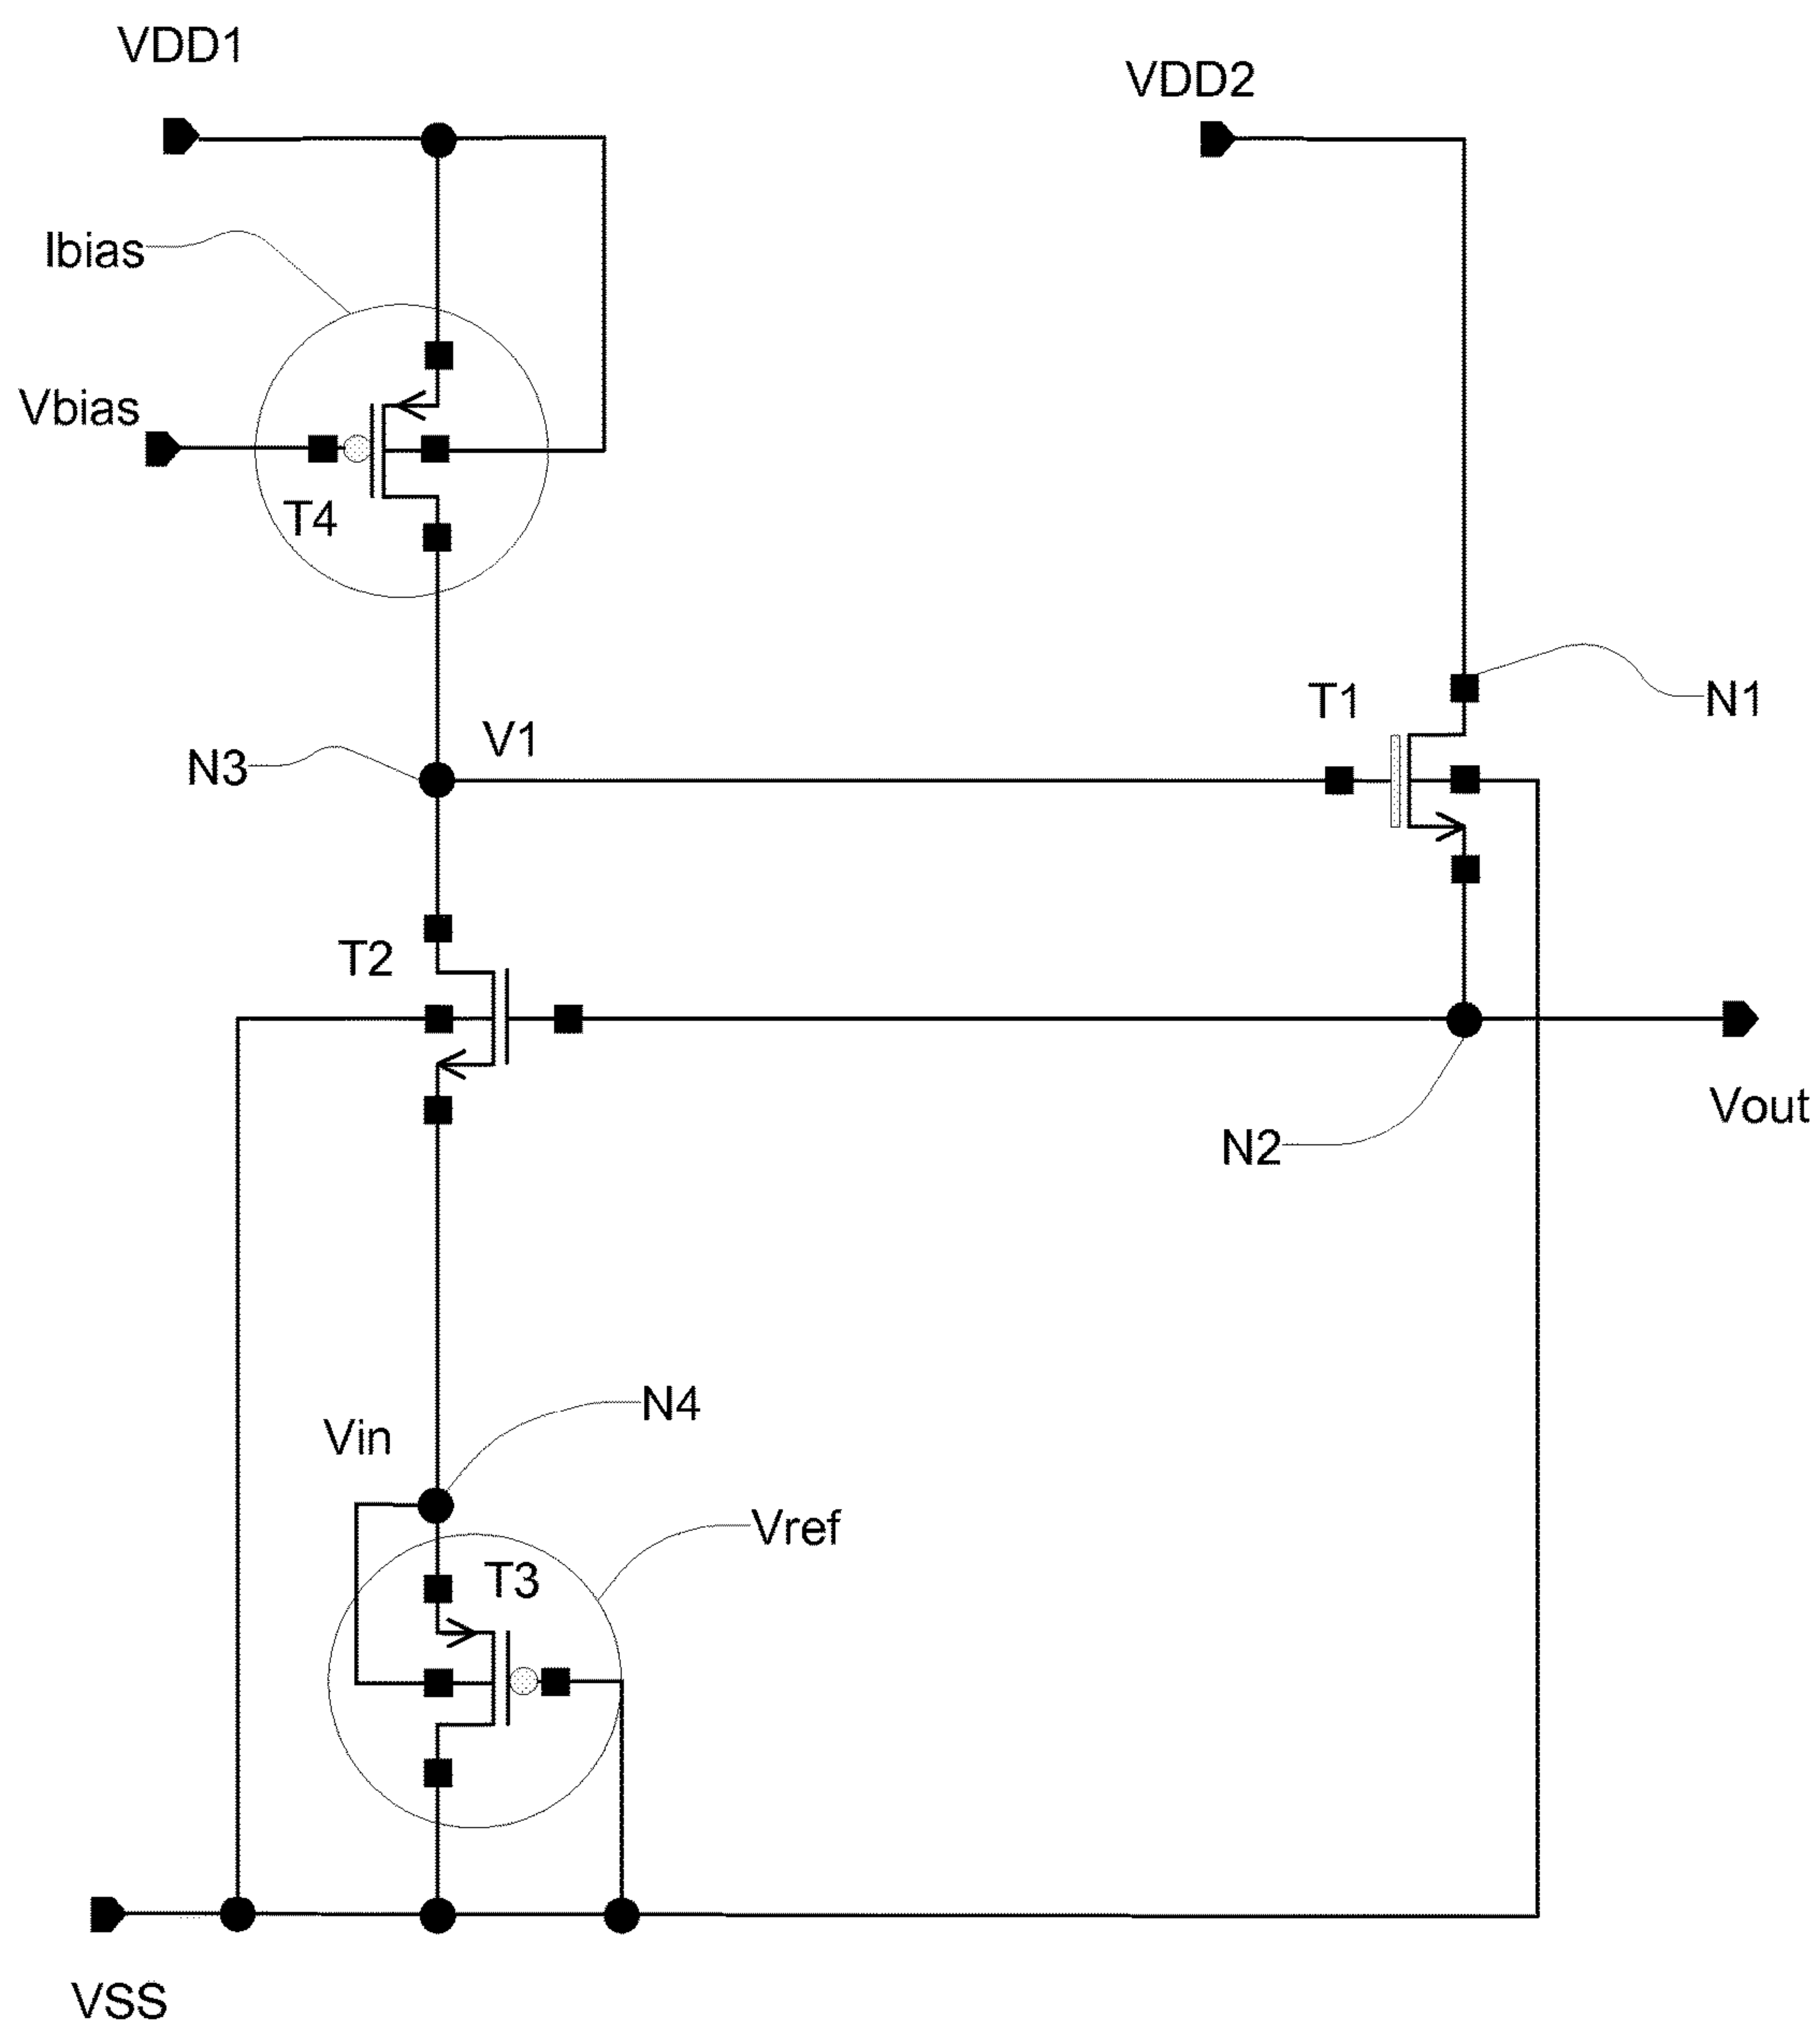 VDD1
VDD2
Ibias
Vbias
T4
T1
N1
V1
N3
T2
Vout
N2
N4
Vin
Vref
T3
VSS